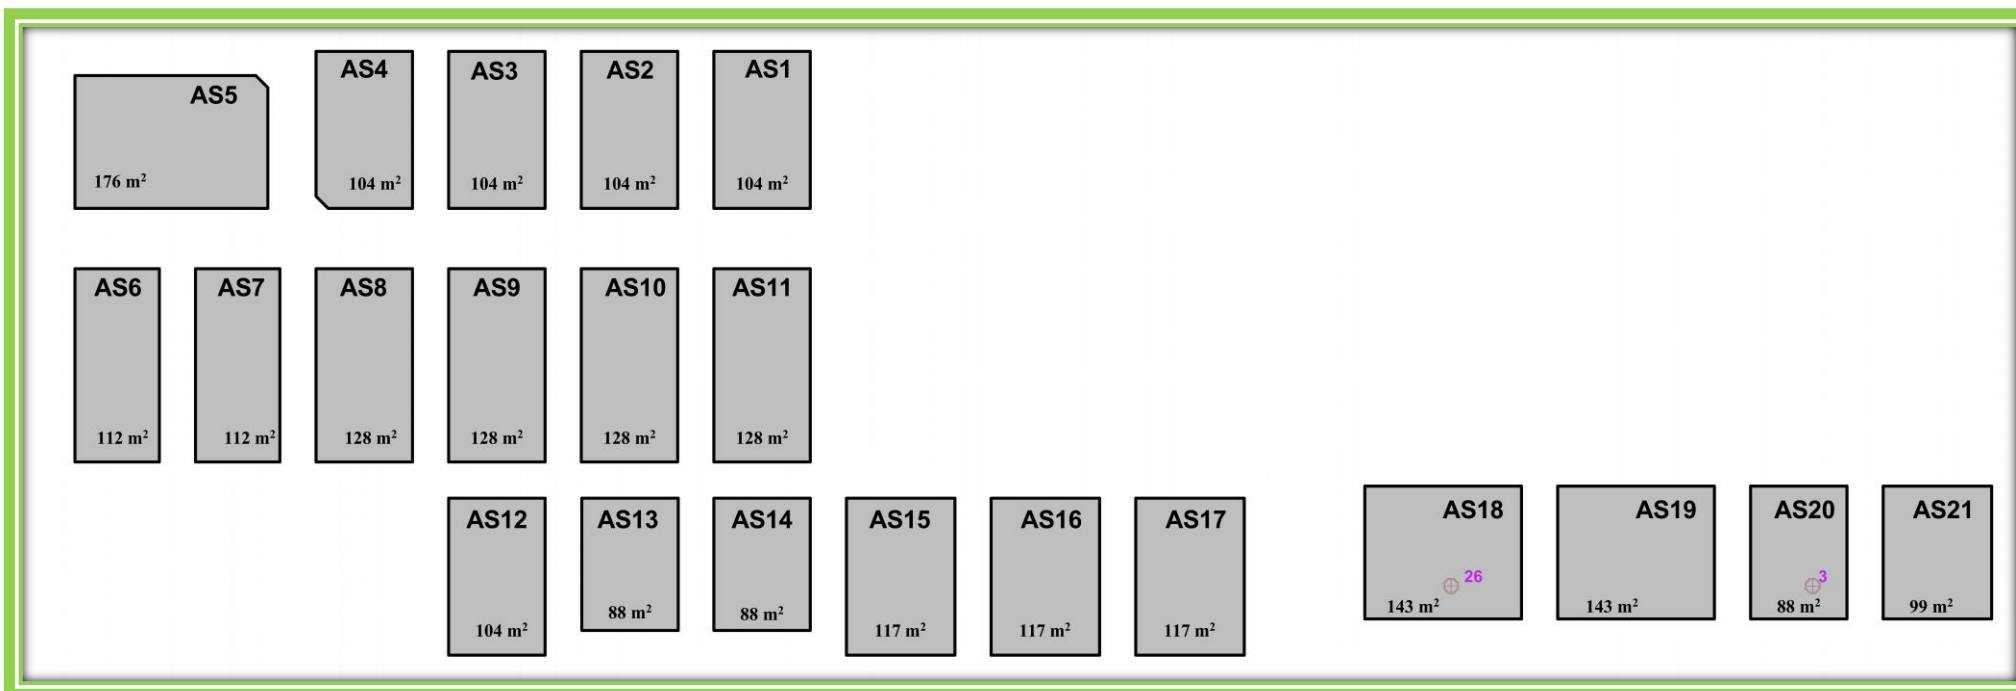 AS5
176 m²
AS4
104 m²
AS3
104 m²
AS2
104 m²
AS1
104 m²
AS6
112 m²
AS7
112 m²
AS8
128 m²
AS9
128 m²
AS10
128 m²
AS11
128 m²
AS12
104 m²
AS13
88 m²
AS14
88 m²
AS15
117 m²
AS16
117 m²
AS17
117 m²
AS18
26
143 m²
AS19
143 m²
AS20
3
88 m²
AS21
99 m²